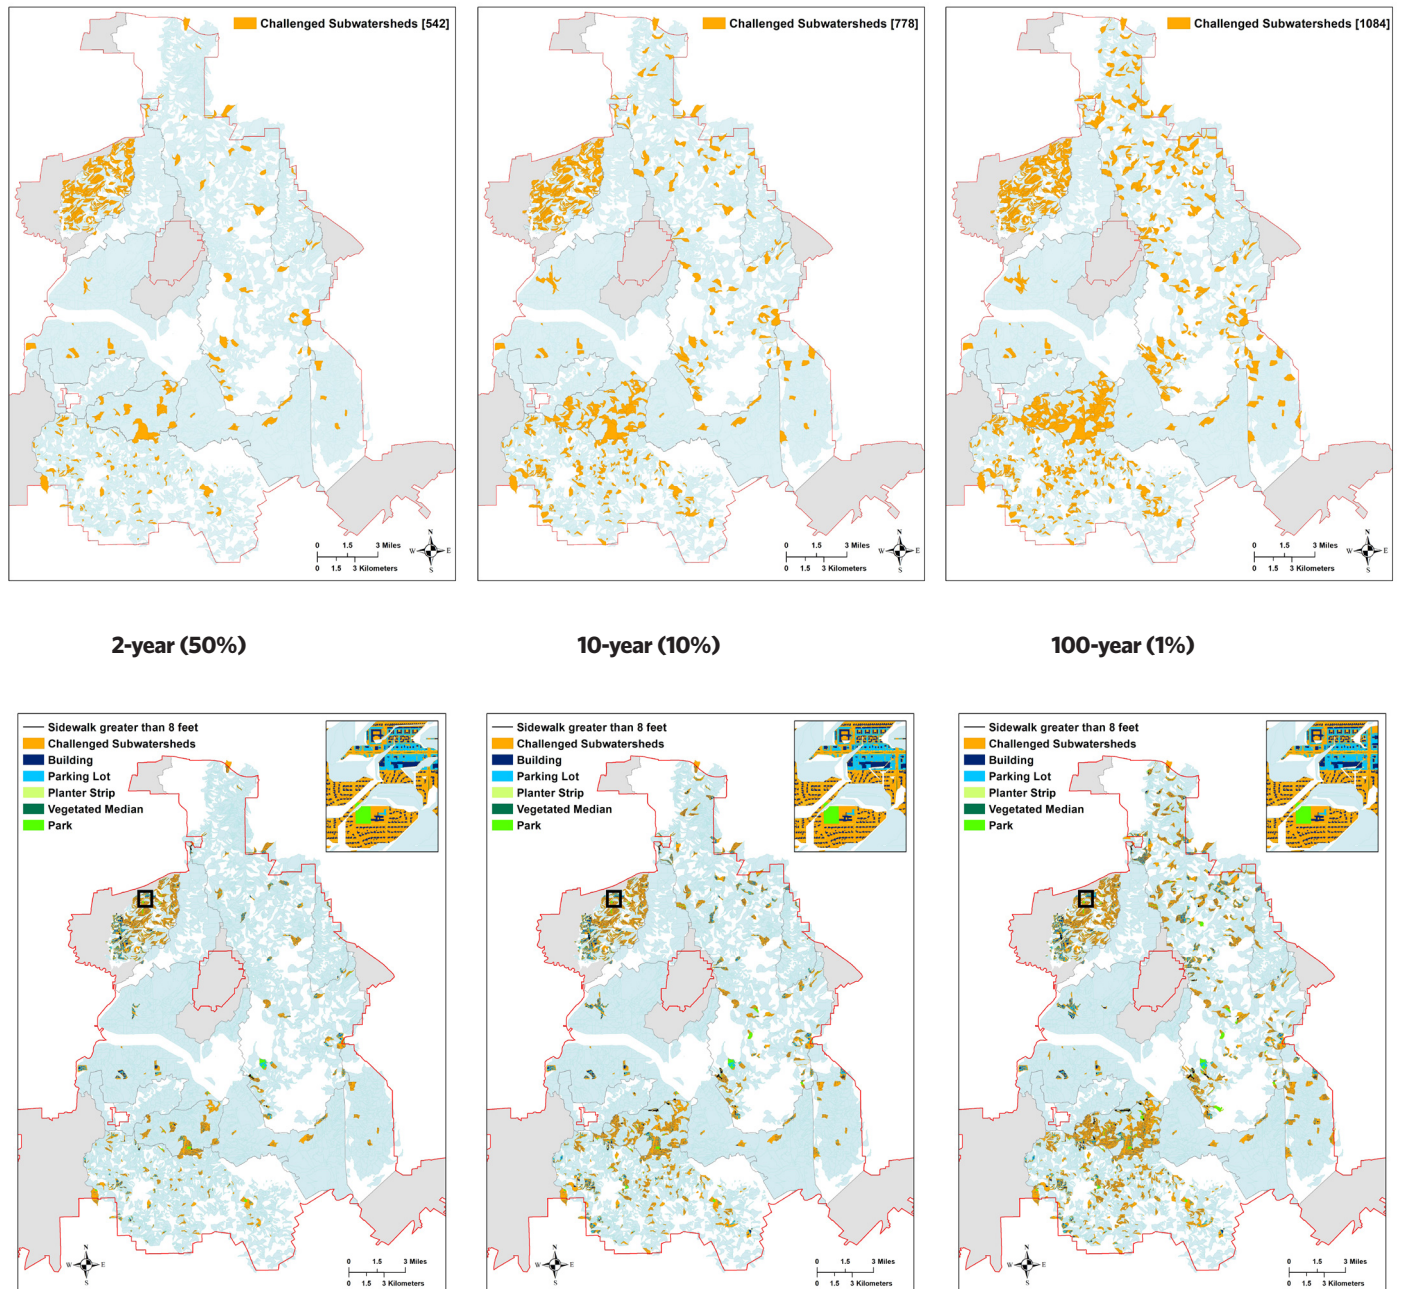 Challenged Subwatersheds [542]
N
W E
S
0 1.5 3 Miles
0 1.5 3 Kilometers
Challenged Subwatersheds [778]
N
W E
S
0 1.5 3 Miles
0 1.5 3 Kilometers
Challenged Subwatersheds [1084]
N
W E
S
0 1.5 3 Miles
0 1.5 3 Kilometers
2-year (50%)
10-year (10%)
100-year (1%)
Sidewalk greater than 8 feet
Challenged Subwatersheds
Building
Parking Lot
Planter Strip
Vegetated Median
Park
N
W E
S
0 1.5 3 Miles
0 1.5 3 Kilometers
Sidewalk greater than 8 feet
Challenged Subwatersheds
Building
Parking Lot
Planter Strip
Vegetated Median
Park
N
W E
S
0 1.5 3 Miles
0 1.5 3 Kilometers
Sidewalk greater than 8 feet
Challenged Subwatersheds
Building
Parking Lot
Planter Strip
Vegetated Median
Park
N
W E
S
0 1.5 3 Miles
0 1.5 3 Kilometers